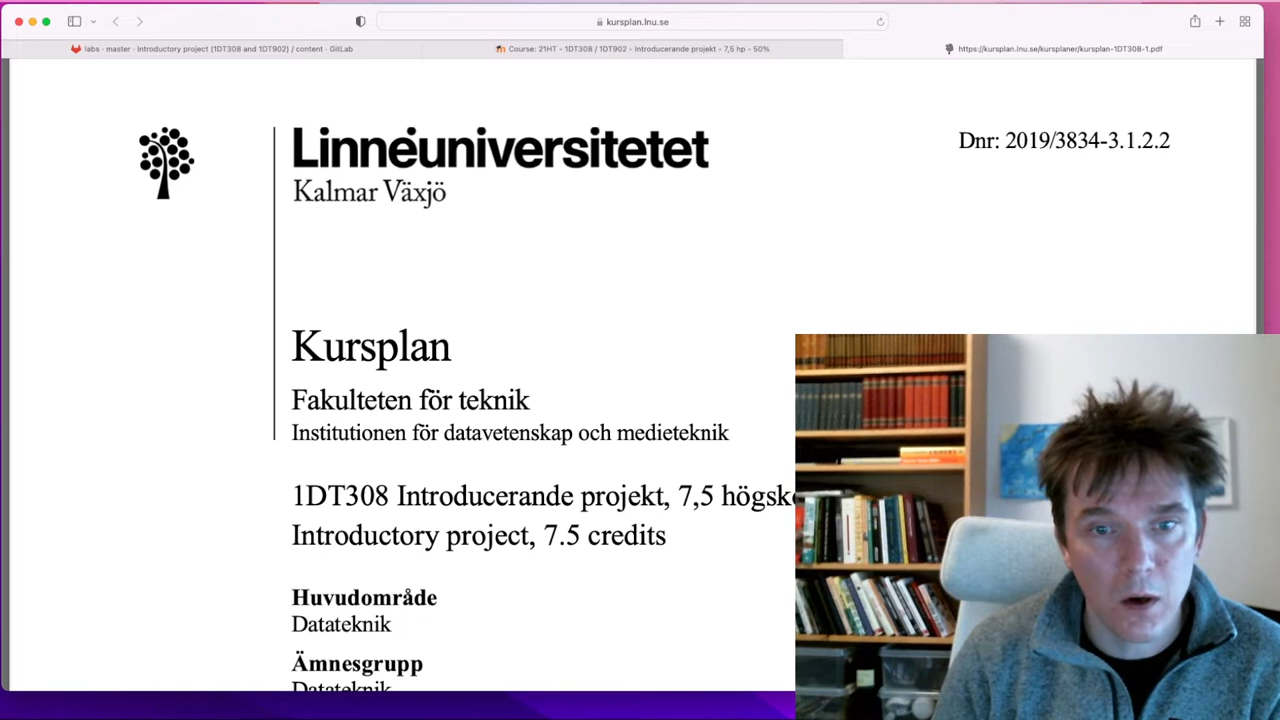 kursplan.lnu.se
labs · master · Introductory project (1DT308 and 1DT902) / content · GitLab
Course: 21HT - 1DT308 / 1DT902 - Introducerande projekt - 7,5 hp - 50%
https://kursplan.lnu.se/kursplaner/kursplan-1DT308-1.pdf
Linnéuniversitetet
Kalmar Växjö
Dnr: 2019/3834-3.1.2.2
Kursplan
Fakulteten för teknik
Institutionen för datavetenskap och medieteknik
1DT308 Introducerande projekt, 7,5 högsko
Introductory project, 7.5 credits
Huvudområde
Datateknik
Ämnesgrupp
Datateknik